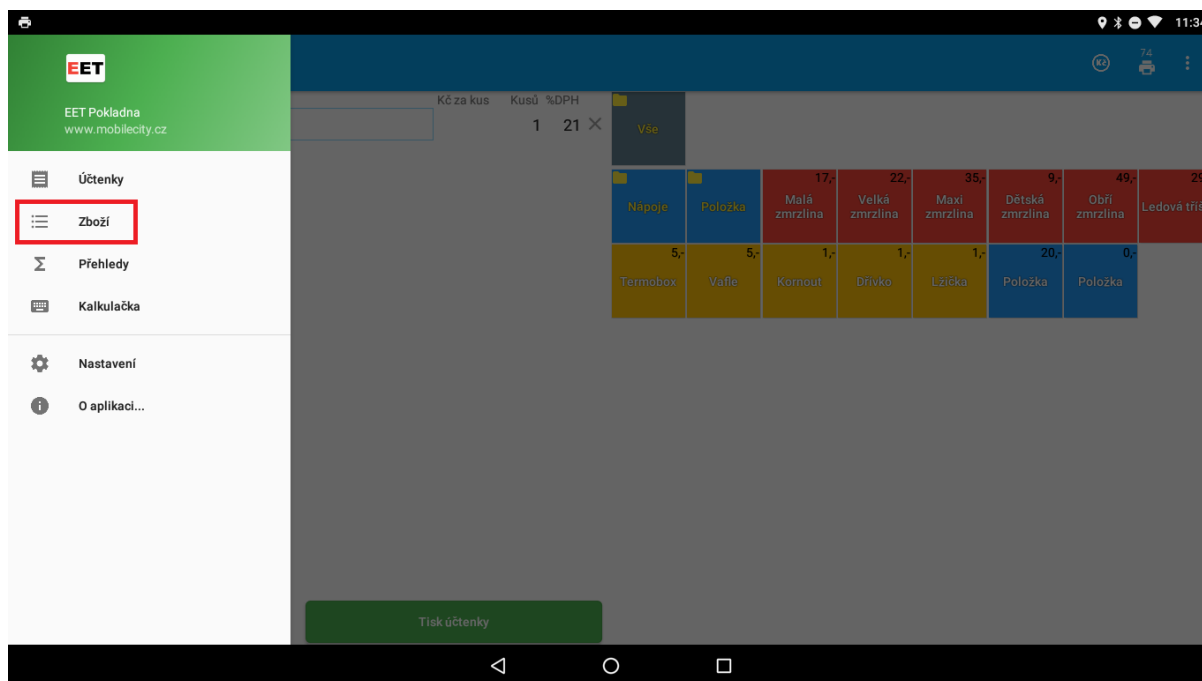 11:34
EET
EET Pokladna
www.mobilecity.cz
Účtenky
Zboží
Přehledy
Kalkulačka
Nastavení
O aplikaci...
Kč za kus Kusů %DPH
1 21
Tisk účtenky
Kč
74
Vše
Nápoje
Položka
17,-
Malá
zmrzlina
22,-
Velká
zmrzlina
35,-
Maxi
zmrzlina
9,-
Dětská
zmrzlina
49,-
Obří
zmrzlina
29
Ledová tříš
5,-
Termobox
5,-
Vafle
1,-
Kornout
1,-
Dřívko
1,-
Lžička
20,-
Položka
0,-
Položka